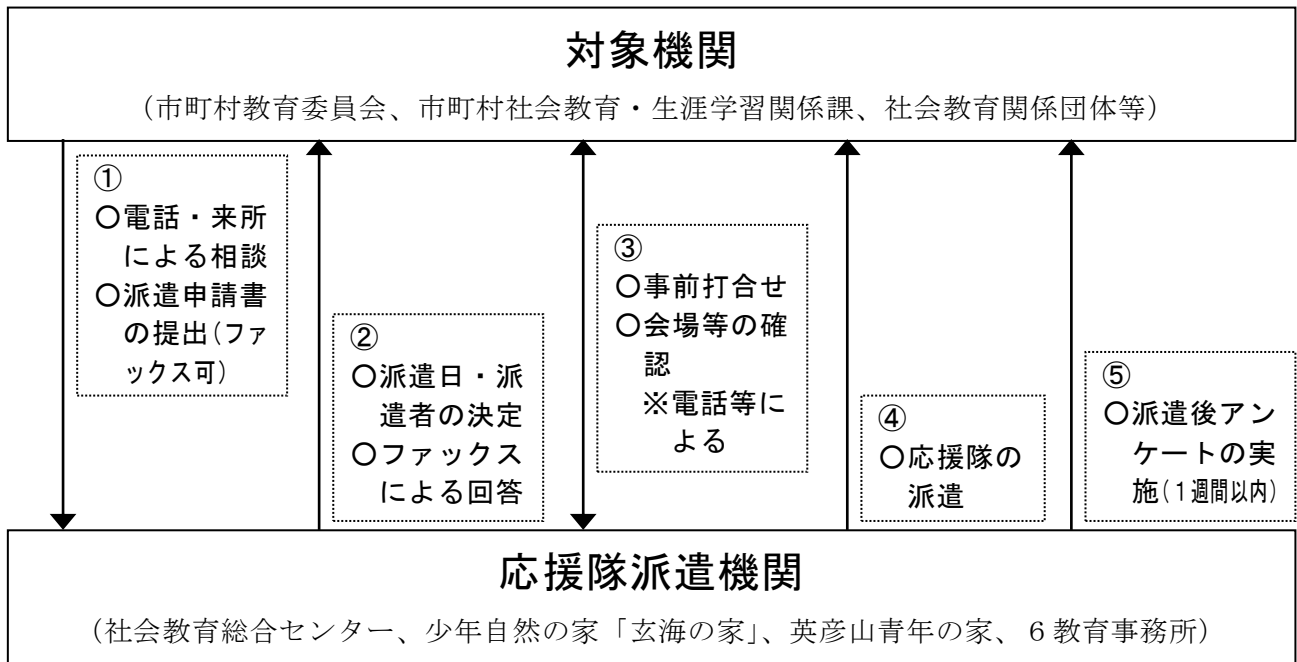 対象機関
（市町村教育委員会、市町村社会教育・生涯学習関係課、社会教育関係団体等）
①
○電話・来所
による相談
○派遣申請書
の提出(ファ
ックス可)
②
○派遣日・派
遣者の決定
○ファックス
による回答
③
○事前打合せ
○会場等の確
認
※電話等に
よる
④
○応援隊の
派遣
⑤
○派遣後アン
ケートの実
施(１週間以内)
応援隊派遣機関
（社会教育総合センター、少年自然の家「玄海の家」、英彦山青年の家、６教育事務所）